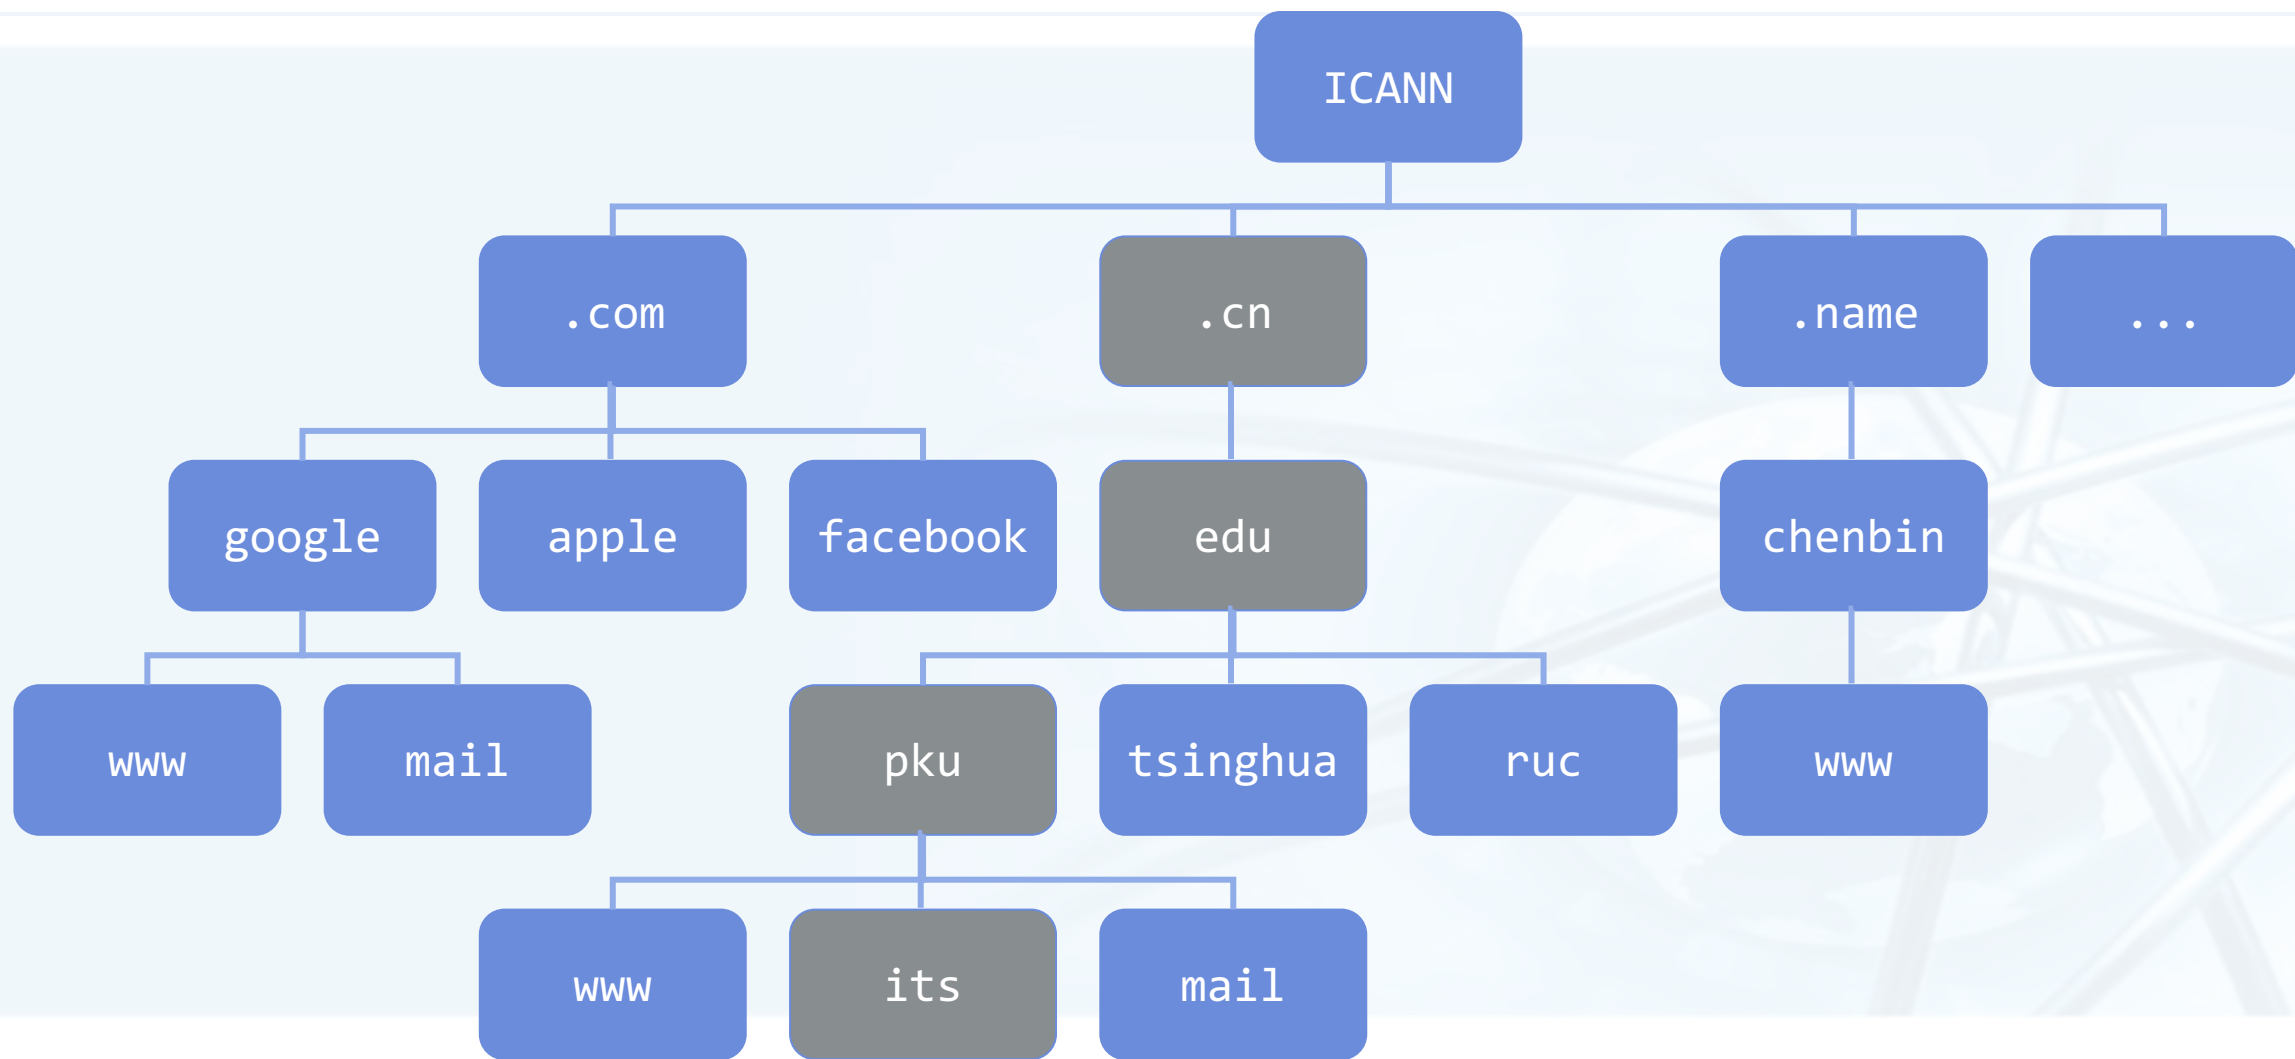 ICANN
.com
.cn
.name
...
google
apple
facebook
edu
chenbin
www
mail
pku
tsinghua
ruc
www
www
its
mail